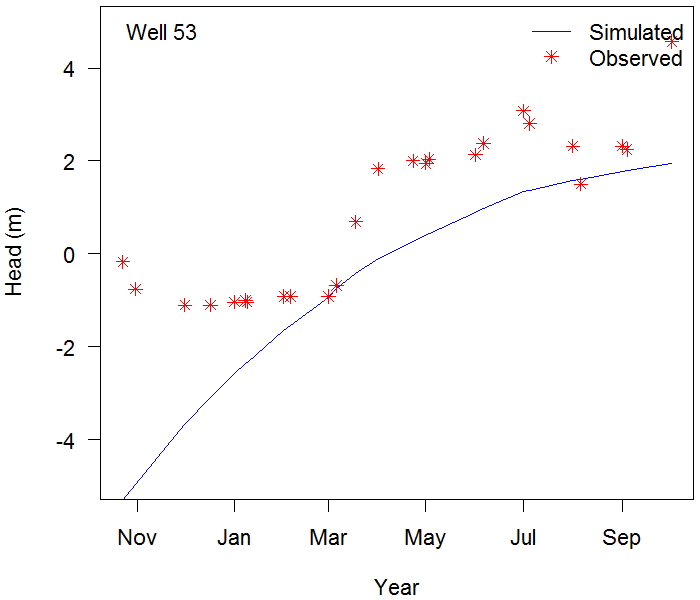 Well 53
Simulated
Observed
4
2
0
-2
-4
Head (m)
Nov Jan Mar May Jul Sep
Year